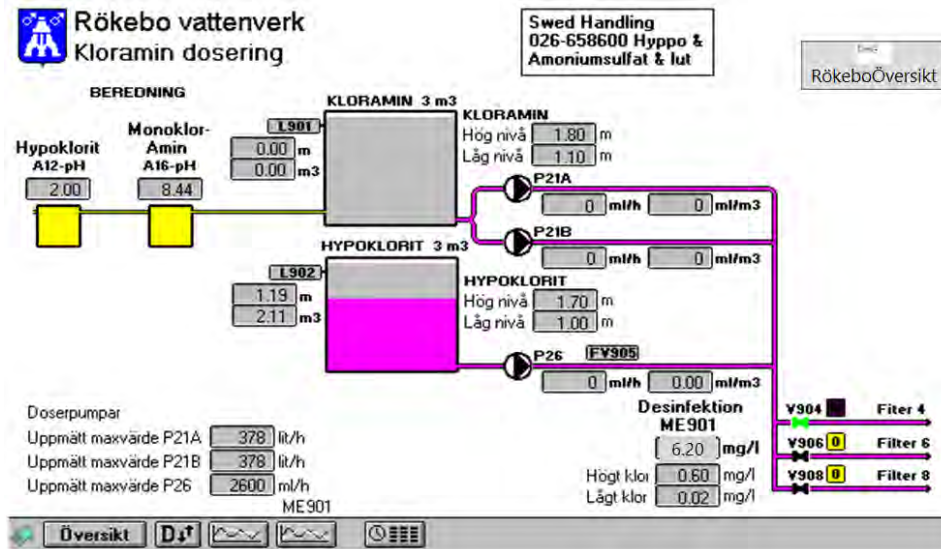 Rökebo vattenverk
Kloramin dosering
Swed Handling
026-658600 Hyppo &
Amoniumsulfat & lut
RökeboÖversikt
BEREDNING
Hypoklorit
A12-pH
2.00
Monoklor-
Amin
A16-pH
8.44
L901
0.00 m
0.00 m3
KLORAMIN 3 m3
KLORAMIN
Hög nivå 1.80 m
Låg nivå 1.10 m
P21A
0 ml/h 0 ml/m3
P21B
0 ml/h 0 ml/m3
HYPOKLORIT 3 m3
L902
1.19 m
2.11 m3
HYPOKLORIT
Hög nivå 1.70 m
Låg nivå 1.00 m
P26 FV905
0 ml/h 0.00 ml/m3
Doserpumpar
Uppmätt maxvärde P21A 378 lit/h
Uppmätt maxvärde P21B 378 lit/h
Uppmätt maxvärde P26 2600 ml/h
ME901
Desinfektion
ME901
6.20 mg/l
Högt klor 0.60 mg/l
Lågt klor 0.02 mg/l
V904 Fiter 4
V906 0 Filter 6
V908 0 Filter 8
Översikt D